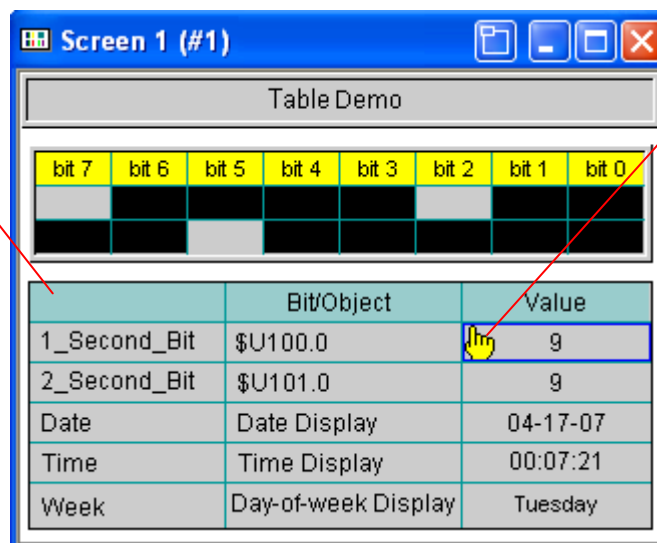 Screen 1 (#1)
Table Demo
bit 7 bit 6 bit 5 bit 4 bit 3 bit 2 bit 1 bit 0
Bit/Object Value
1_Second_Bit $U100.0 9
2_Second_Bit $U101.0 9
Date Date Display 04-17-07
Time Time Display 00:07:21
Week Day-of-week Display Tuesday